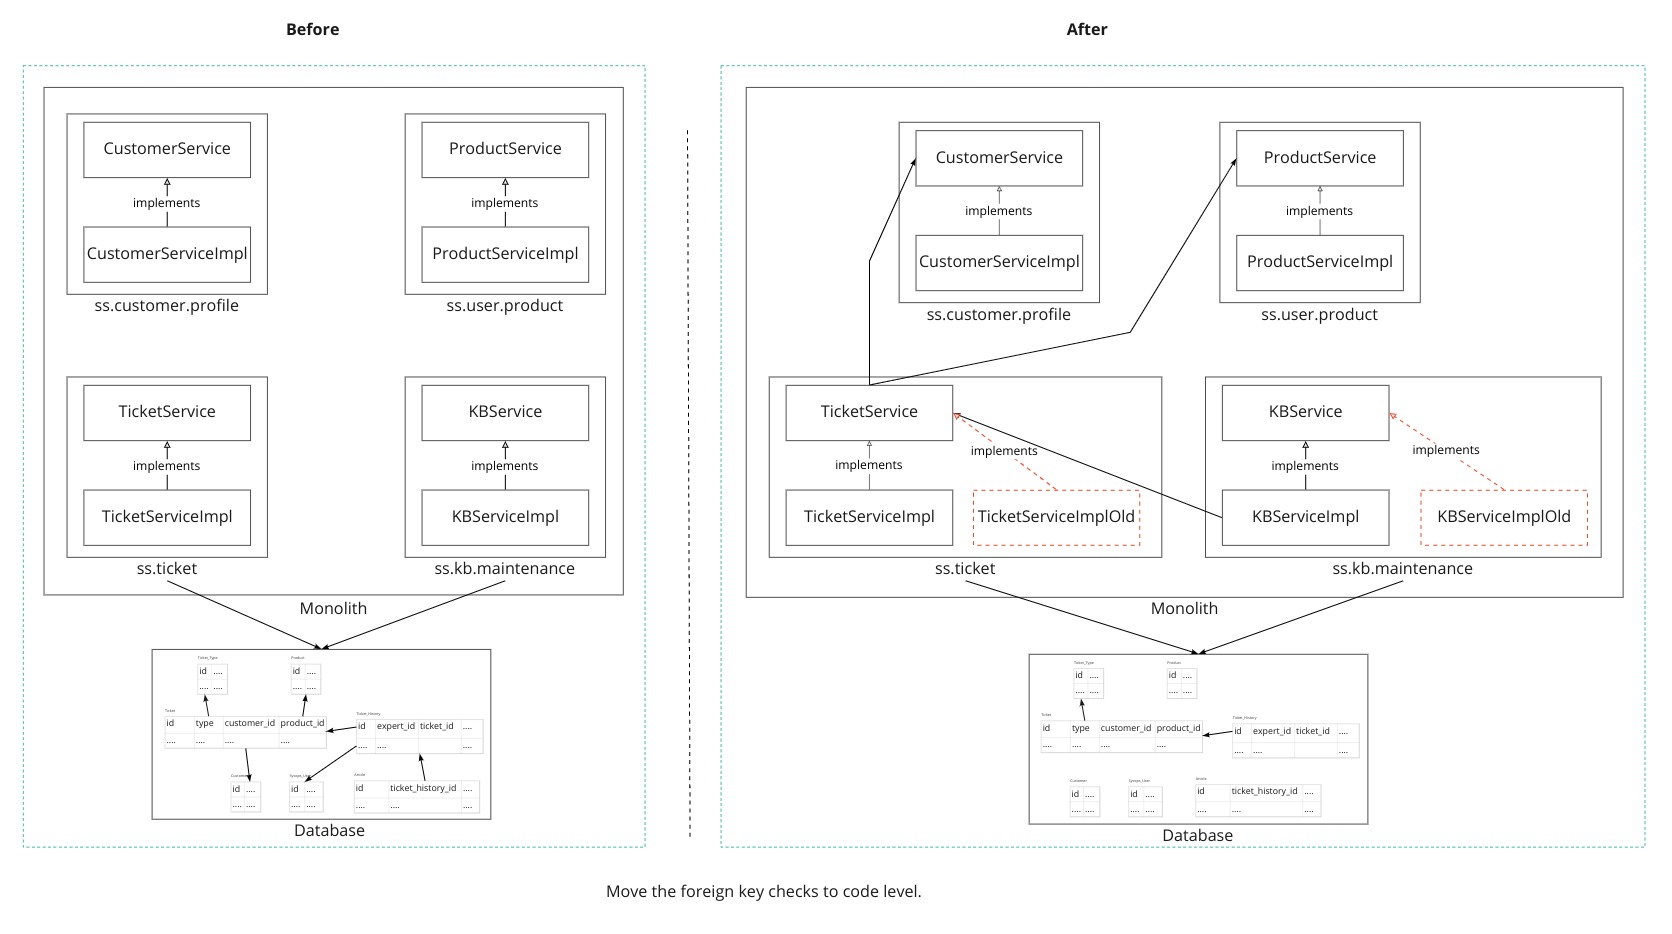 Before
After
CustomerService
implements
CustomerServiceImpl
ss.customer.profile
ProductService
implements
ProductServiceImpl
ss.user.product
TicketService
implements
TicketServiceImpl
ss.ticket
KBService
implements
KBServiceImpl
ss.kb.maintenance
Monolith
Ticket_Type
id ....
.... ....
Product
id ....
.... ....
Ticket
id type customer_id product_id
.... .... .... ....
Ticket_History
id expert_id ticket_id ....
.... .... ....
Customer
id ....
.... ....
Sysops_User
id ....
.... ....
Article
id ticket_history_id ....
.... .... ....
Database
CustomerService
implements
CustomerServiceImpl
ss.customer.profile
ProductService
implements
ProductServiceImpl
ss.user.product
TicketService
implements
implements
TicketServiceImpl
TicketServiceImplOld
ss.ticket
KBService
implements
implements
KBServiceImpl
KBServiceImplOld
ss.kb.maintenance
Monolith
Ticket_Type
id ....
.... ....
Product
id ....
.... ....
Ticket
id type customer_id product_id
.... .... .... ....
Ticket_History
id expert_id ticket_id ....
.... .... ....
Customer
id ....
.... ....
Sysops_User
id ....
.... ....
Article
id ticket_history_id ....
.... .... ....
Database
Move the foreign key checks to code level.